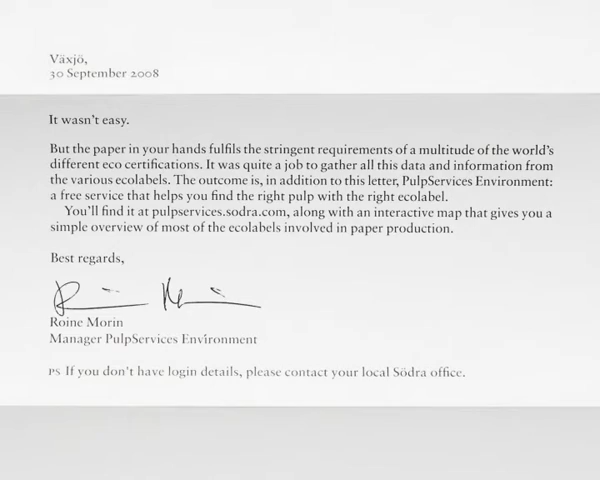 Växjö,
30 September 2008
It wasn't easy.
But the paper in your hands fulfils the stringent requirements of a multitude of the world's
different eco certifications. It was quite a job to gather all this data and information from
the various ecolabels. The outcome is, in addition to this letter, PulpServices Environment:
a free service that helps you find the right pulp with the right ecolabel.
You'll find it at pulpservices.sodra.com, along with an interactive map that gives you a
simple overview of most of the ecolabels involved in paper production.
Best regards,
Roine Morin
Manager PulpServices Environment
PS If you don't have login details, please contact your local Södra office.